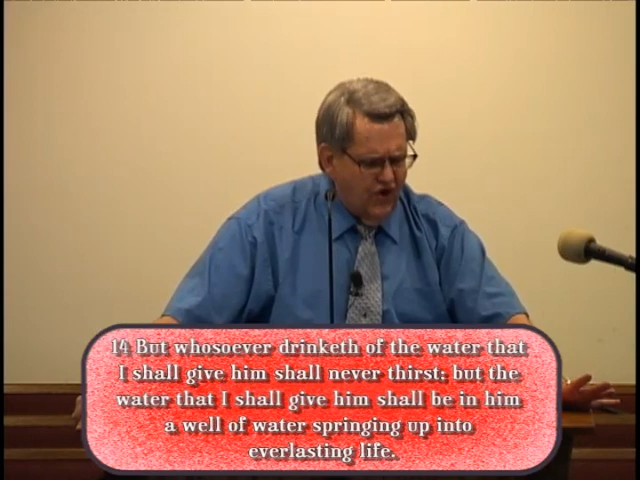 14 But whosoever drinketh of the water that
I shall give him shall never thirst; but the
water that I shall give him shall be in him
a well of water springing up into
everlasting life.